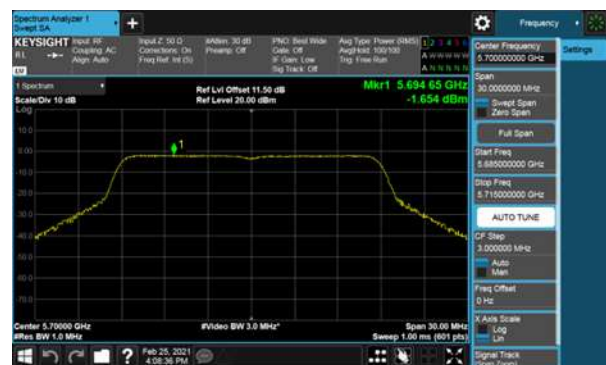 Spectrum Analyzer 1
Swept SA
+
Frequency
KEYSIGHT
RL
Input: RF
Coupling: AC
Align: Auto
Input Z: 50 Ω
Corrections: On
Freq Ref: Int (S)
#Atten: 30 dB
Preamp: Off
PNO: Best Wide
Gate: Off
IF Gain: Low
Sig Track: Off
Avg Type: Power (RMS)
Avg|Hold: 100/100
Trig: Free Run
1 2 3 4 5 6
A W W W W W
A N N N N N
LW
1 Spectrum
Scale/Div 10 dB
Log
Ref Lvl Offset 11.50 dB
Ref Level 20.00 dBm
Mkr1 5.694 65 GHz
-1.654 dBm
1
10.0
0.00
-10.0
-20.0
-30.0
-40.0
-50.0
-60.0
-70.0
Center 5.70000 GHz
#Res BW 1.0 MHz
#Video BW 3.0 MHz*
Span 30.00 MHz
Sweep 1.00 ms (601 pts)
?
Feb 25, 2021
4:08:36 PM
Center Frequency
5.700000000 GHz
Settings
Span
30.0000000 MHz
Swept Span
Zero Span
Full Span
Start Freq
5.685000000 GHz
Stop Freq
5.715000000 GHz
AUTO TUNE
CF Step
3.000000 MHz
Auto
Man
Freq Offset
0 Hz
X Axis Scale
Log
Lin
Signal Track
(Span Zoom)